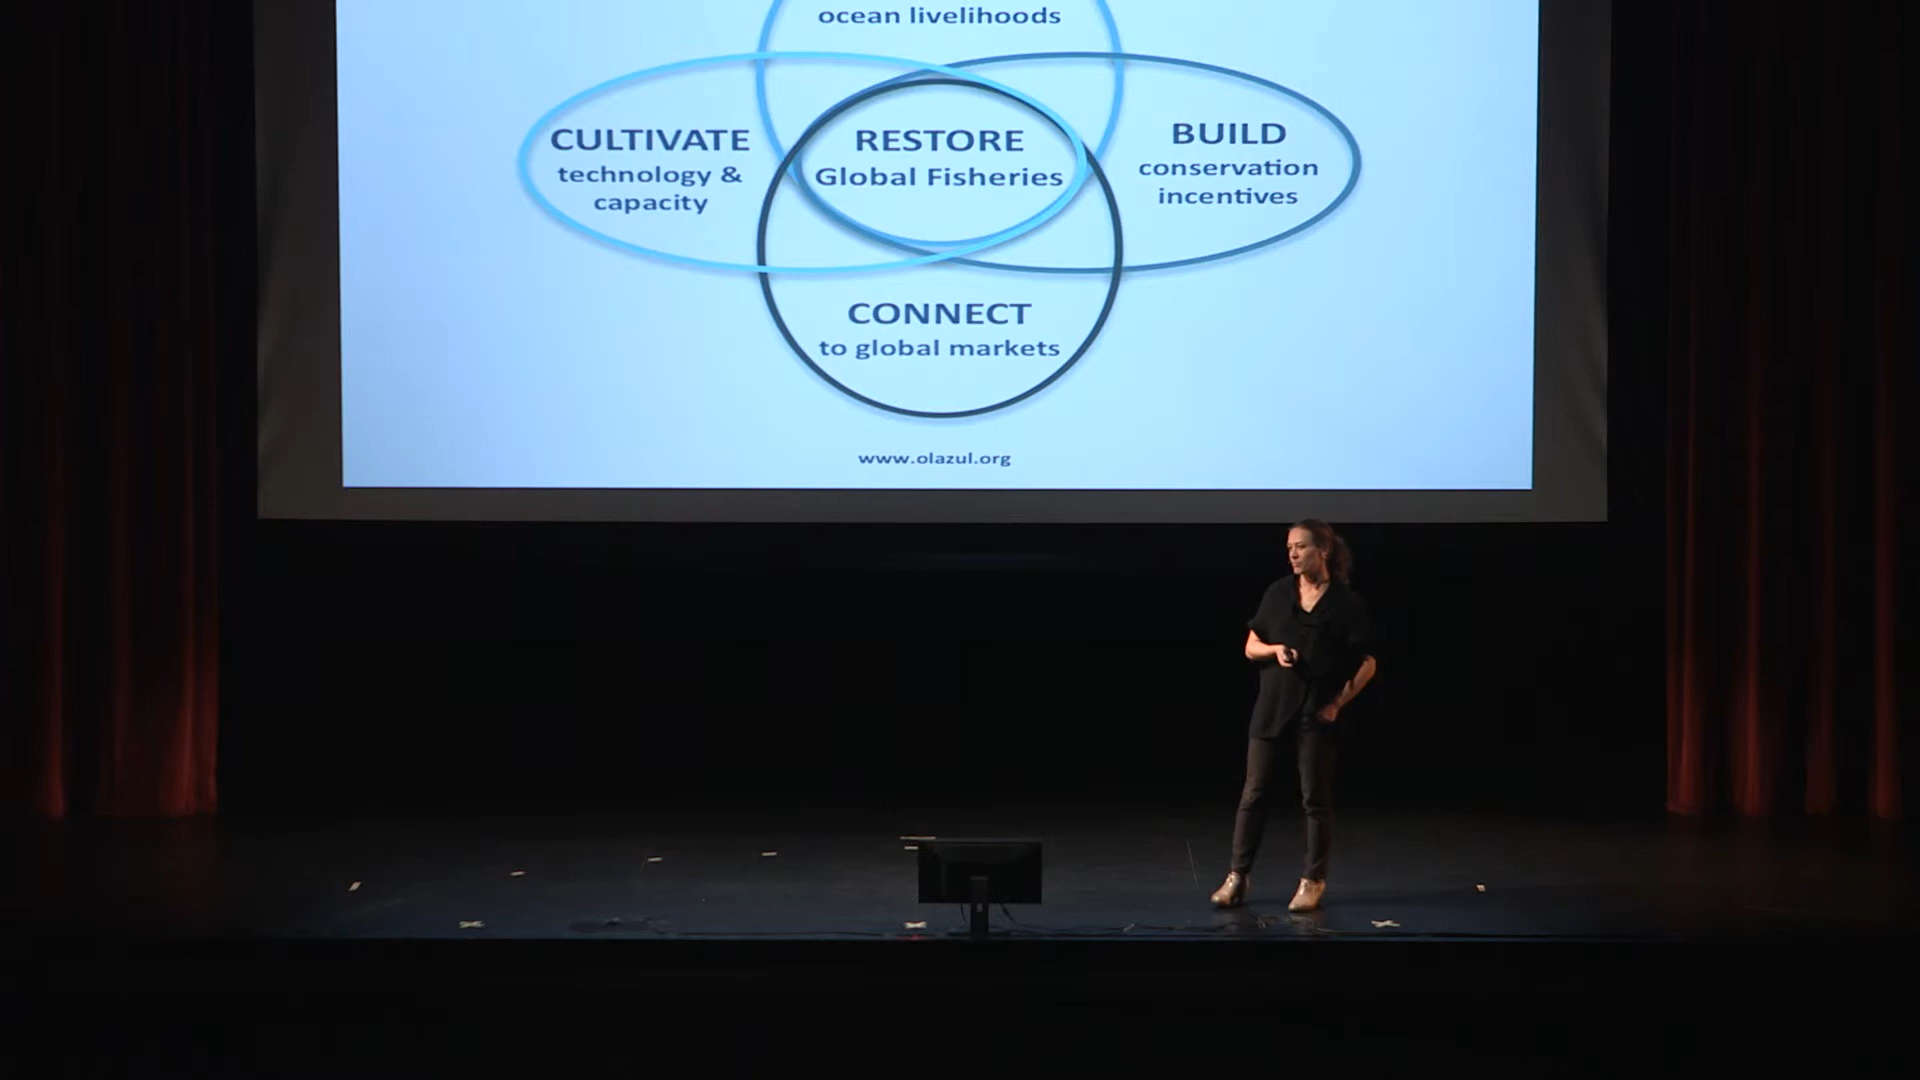 ocean livelihoods
CULTIVATE
technology &
capacity
RESTORE
Global Fisheries
BUILD
conservation
incentives
CONNECT
to global markets
www.olazul.org